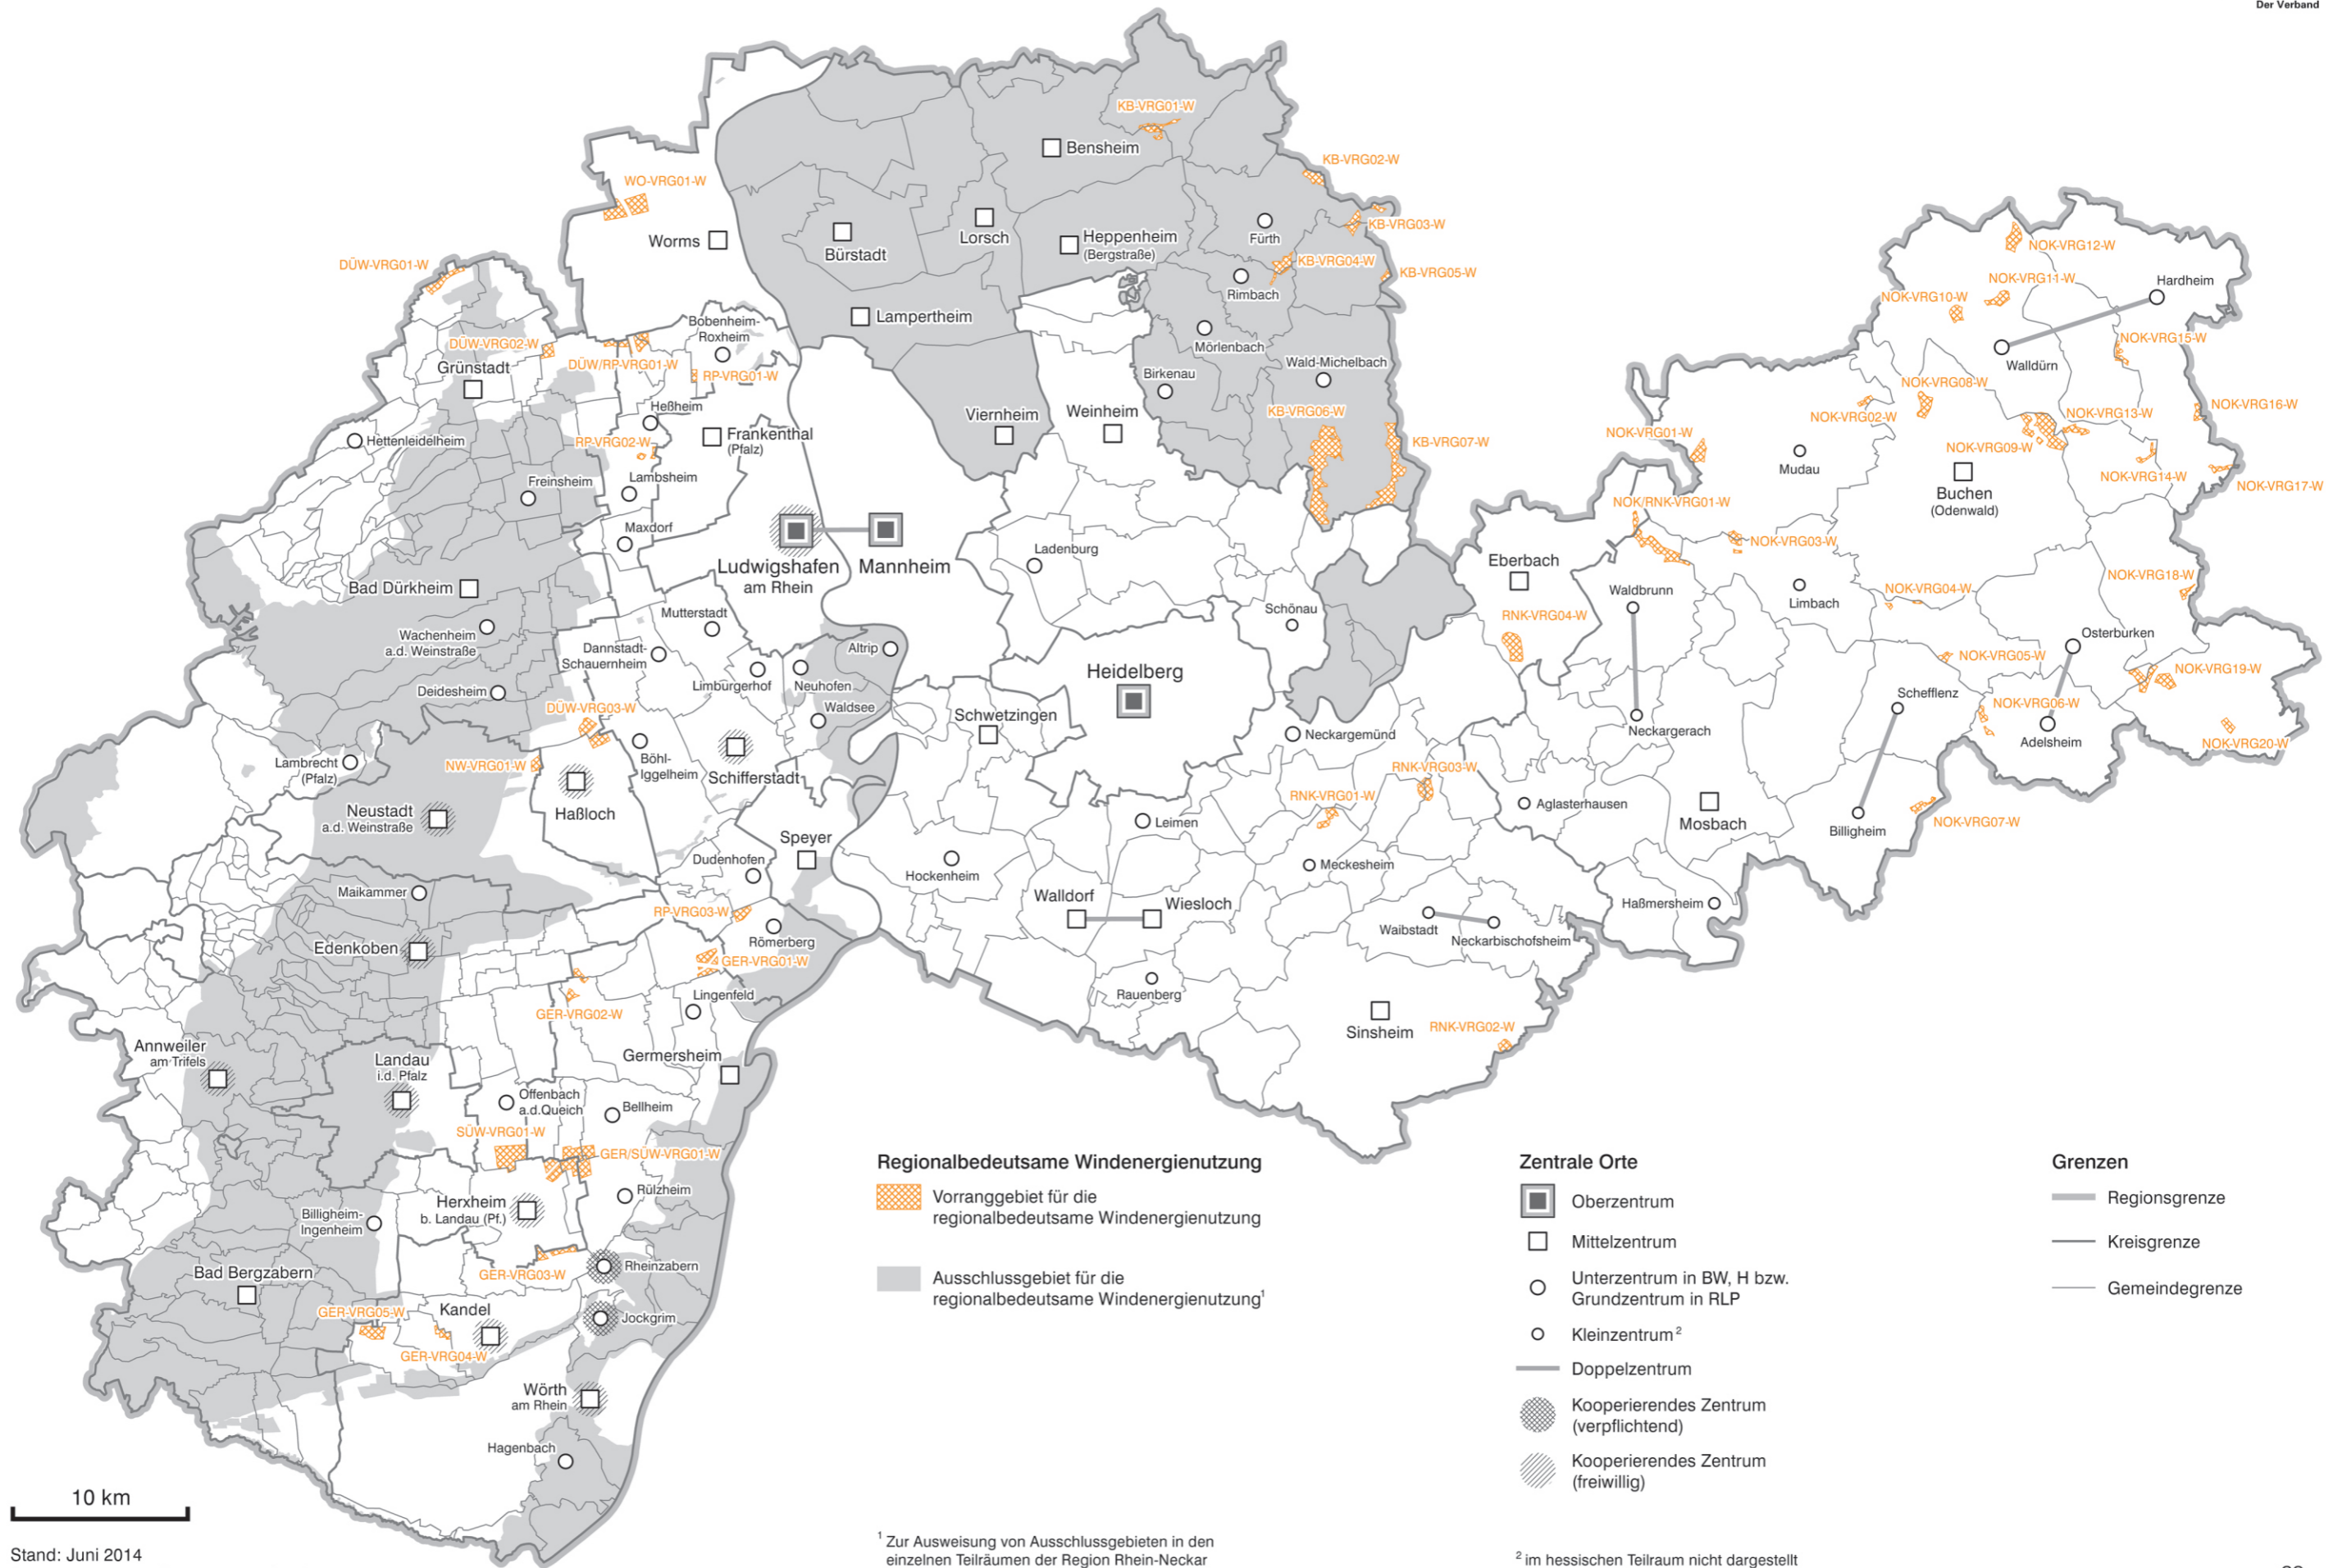 Der Verband
KB-VRG01-W
Bensheim
KB-VRG02-W
WO-VRG01-W
KB-VRG03-W
Worms
Bürstadt
Lorsch
Heppenheim
(Bergstraße)
Fürth
KB-VRG04-W
KB-VRG05-W
Rimbach
NOK-VRG12-W
NOK-VRG11-W
Hardheim
NOK-VRG10-W
DÜW-VRG01-W
Lampertheim
Bobenheim-
Roxheim
DÜW-VRG02-W
DÜW/RP-VRG01-W
RP-VRG01-W
Grünstadt
Mörlenbach
Wald-Michelbach
Birkenau
NOK-VRG15-W
Walldürn
NOK-VRG08-W
Heßheim
Viernheim
Weinheim
KB-VRG06-W
NOK-VRG02-W
NOK-VRG13-W
NOK-VRG16-W
Hettenleidelheim
RP-VRG02-W
Frankenthal
(Pfalz)
KB-VRG07-W
NOK-VRG01-W
NOK-VRG09-W
Mudau
NOK-VRG14-W
NOK-VRG17-W
Freinsheim
Lambsheim
Buchen
(Odenwald)
NOK/RNK-VRG01-W
Maxdorf
NOK-VRG03-W
Ludwigshafen
am Rhein
Mannheim
Ladenburg
Eberbach
Bad Dürkheim
Waldbrunn
Limbach
NOK-VRG04-W
NOK-VRG18-W
Mutterstadt
Schönau
RNK-VRG04-W
Wachenheim
a.d. Weinstraße
Dannstadt-
Schauernheim
Altrip
Osterburken
NOK-VRG05-W
NOK-VRG19-W
Deidesheim
Limburgerhof
Neuhofen
Heidelberg
Schefflenz
DÜW-VRG03-W
Waldsee
Schwetzingen
NOK-VRG06-W
Neckargemünd
Neckargerach
Adelsheim
NOK-VRG20-W
Lambrecht
(Pfalz)
NW-VRG01-W
Böhl-
Iggelheim
Schifferstadt
RNK-VRG03-W
RNK-VRG01-W
Aglasterhausen
Neustadt
a.d. Weinstraße
Haßloch
Leimen
Mosbach
Billigheim
NOK-VRG07-W
Speyer
Dudenhofen
Hockenheim
Meckesheim
Maikammer
Walldorf
Wiesloch
Haßmersheim
RP-VRG03-W
Waibstadt
Neckarbischofsheim
Edenkoben
Römerberg
GER-VRG01-W
Lingenfeld
Rauenberg
GER-VRG02-W
Sinsheim
RNK-VRG02-W
Annweiler
am Trifels
Landau
i.d. Pfalz
Germersheim
Offenbach
a.d.Queich
Bellheim
SÜW-VRG01-W
GER/SÜW-VRG01-W
Herxheim
b. Landau (Pf.)
Rülzheim
Billigheim-
Ingenheim
Bad Bergzabern
GER-VRG03-W
Rheinzabern
GER-VRG05-W
Kandel
Jockgrim
GER-VRG04-W
Wörth
am Rhein
Hagenbach
Regionalbedeutsame Windenergienutzung
Vorranggebiet für die
regionalbedeutsame Windenergienutzung
Ausschlussgebiet für die
regionalbedeutsame Windenergienutzung¹
Zentrale Orte
Oberzentrum
Mittelzentrum
Unterzentrum in BW, H bzw.
Grundzentrum in RLP
Kleinzentrum²
Doppelzentrum
Kooperierendes Zentrum
(verpflichtend)
Kooperierendes Zentrum
(freiwillig)
Grenzen
Regionsgrenze
Kreisgrenze
Gemeindegrenze
10 km
Stand: Juni 2014
¹ Zur Ausweisung von Ausschlussgebieten in den
einzelnen Teilräumen der Region Rhein-Neckar
² im hessischen Teilraum nicht dargestellt